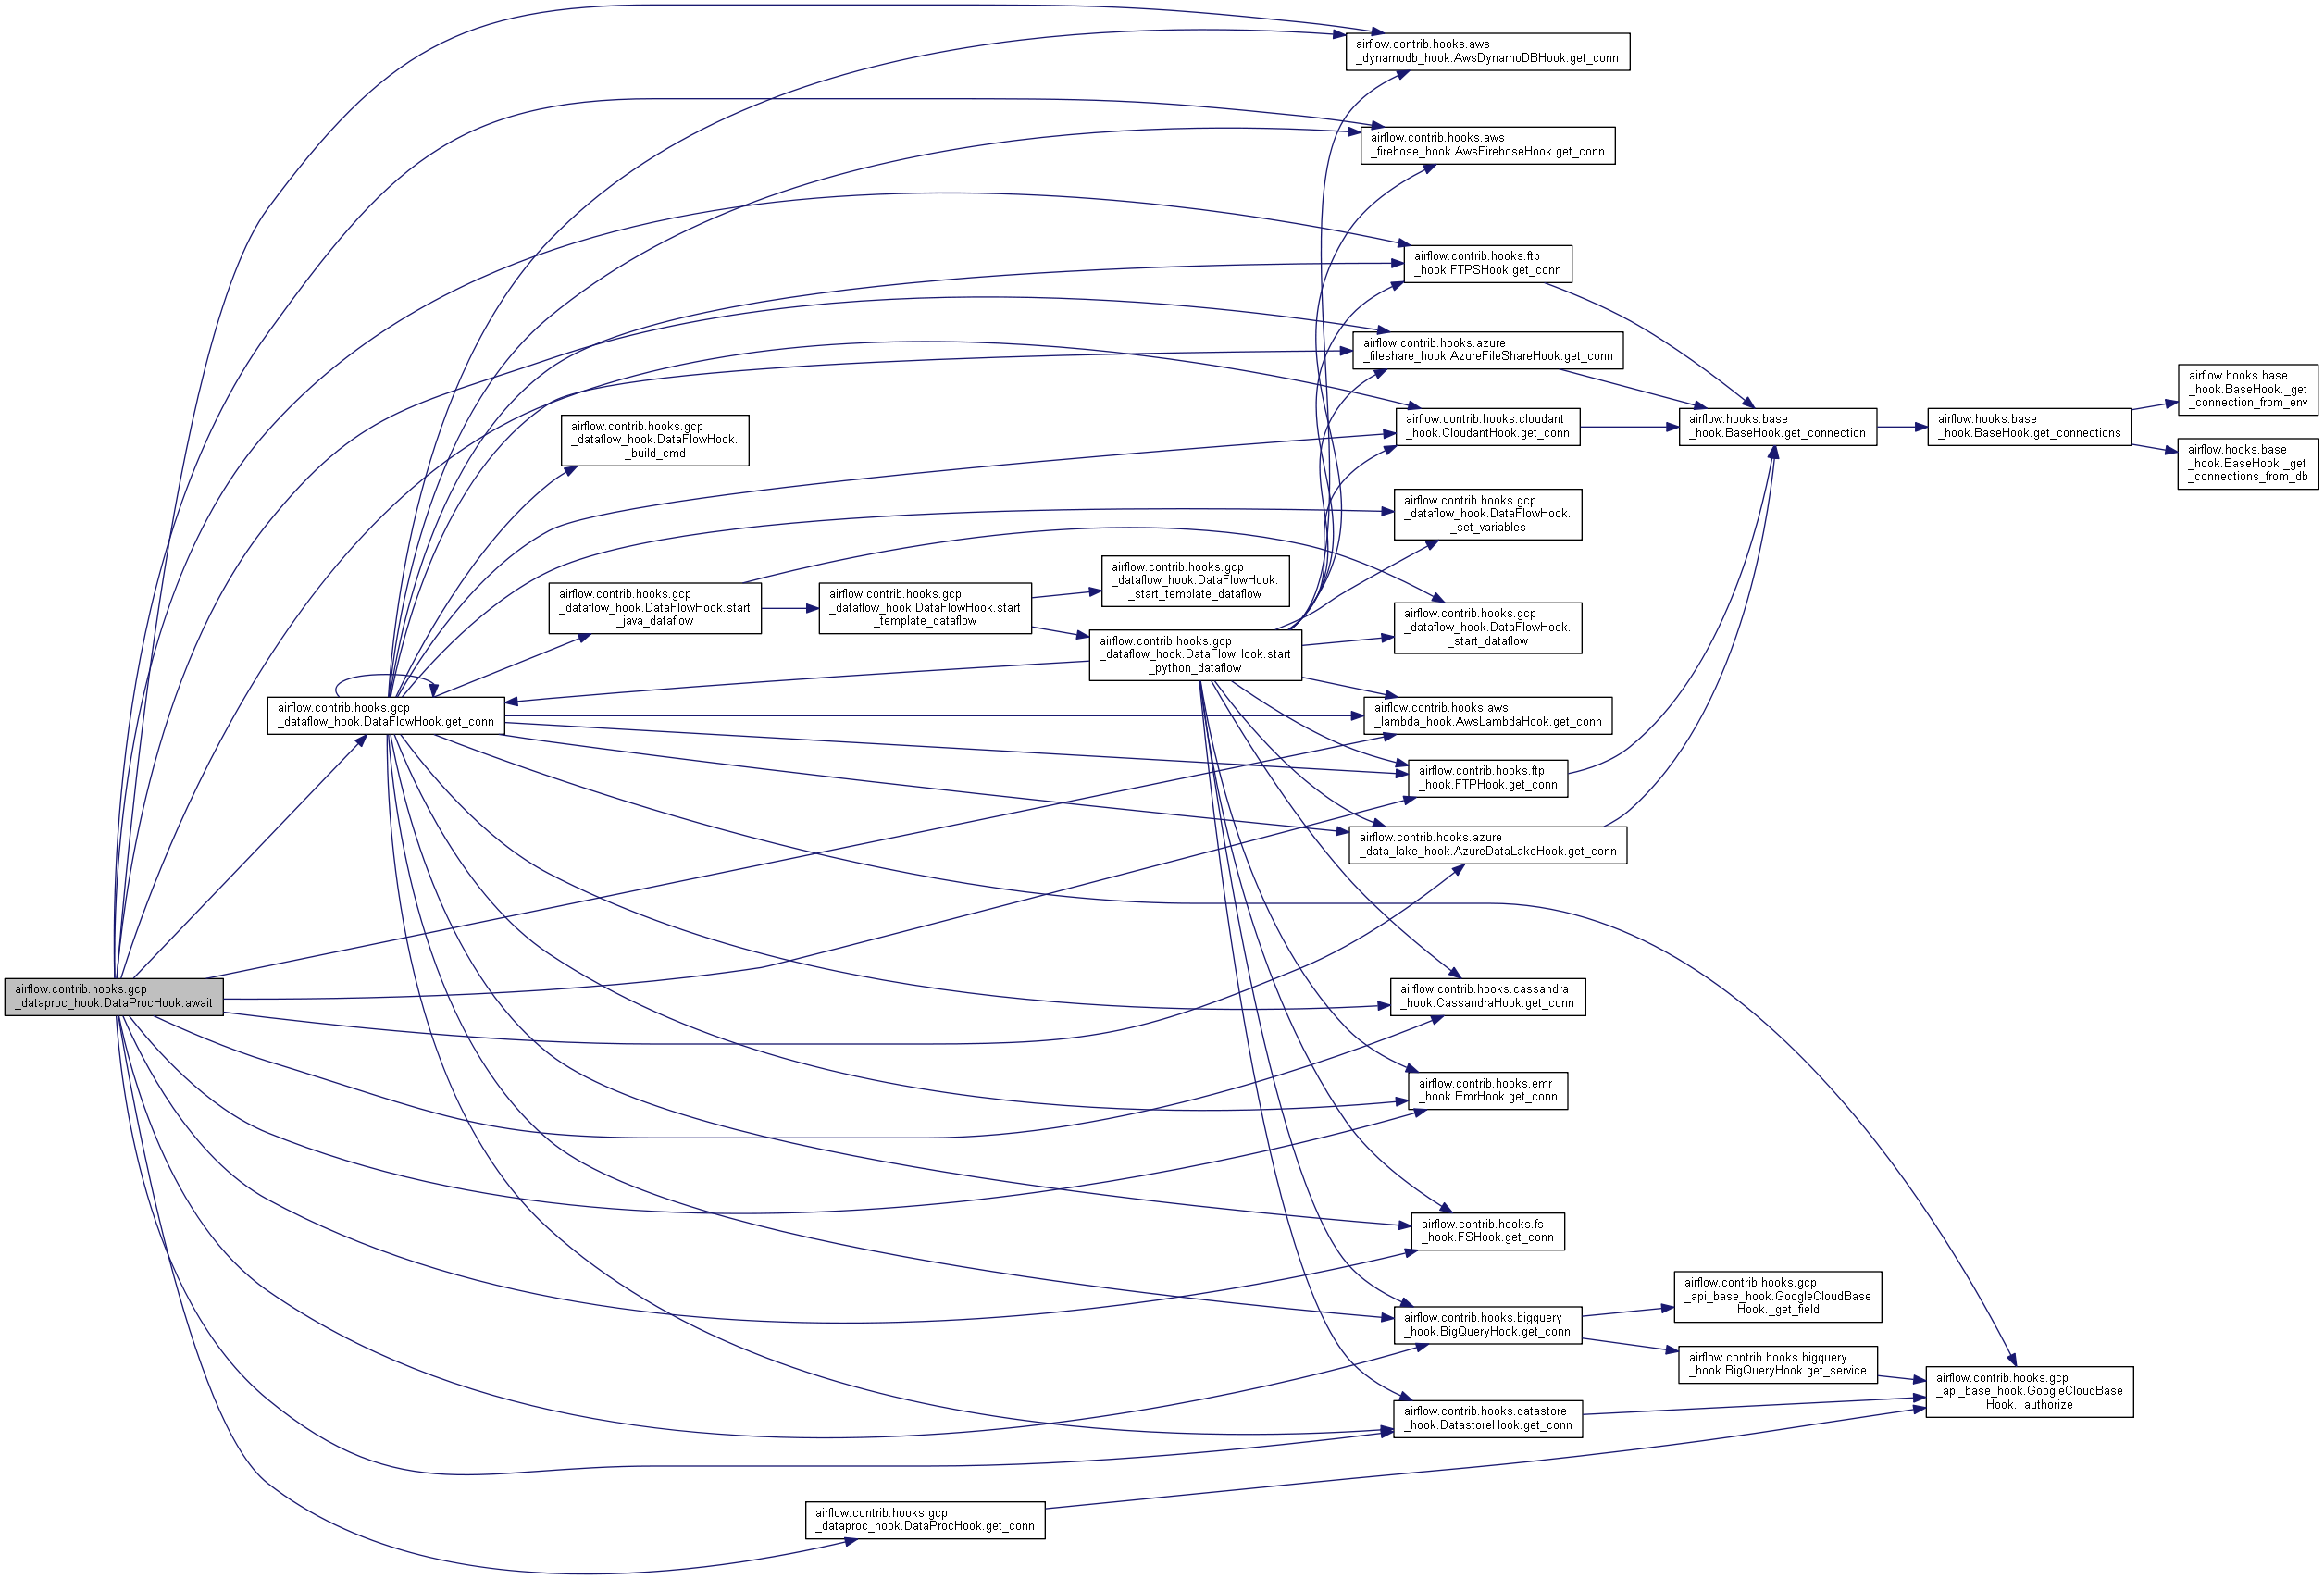 airflow.contrib.hooks.aws
_dynamodb_hook.AwsDynamoDBHook.get_conn
airflow.contrib.hooks.aws
_firehose_hook.AwsFirehoseHook.get_conn
airflow.contrib.hooks.ftp
_hook.FTPSHook.get_conn
airflow.contrib.hooks.azure
_fileshare_hook.AzureFileShareHook.get_conn
airflow.hooks.base
_hook.BaseHook._get
_connection_from_env
airflow.contrib.hooks.cloudant
_hook.CloudantHook.get_conn
airflow.hooks.base
_hook.BaseHook.get_connection
airflow.hooks.base
_hook.BaseHook.get_connections
airflow.contrib.hooks.gcp
_dataflow_hook.DataFlowHook.
_build_cmd
airflow.hooks.base
_hook.BaseHook._get
_connections_from_db
airflow.contrib.hooks.gcp
_dataflow_hook.DataFlowHook.
_set_variables
airflow.contrib.hooks.gcp
_dataflow_hook.DataFlowHook.
_start_template_dataflow
airflow.contrib.hooks.gcp
_dataflow_hook.DataFlowHook.start
_java_dataflow
airflow.contrib.hooks.gcp
_dataflow_hook.DataFlowHook.start
_template_dataflow
airflow.contrib.hooks.gcp
_dataflow_hook.DataFlowHook.
_start_dataflow
airflow.contrib.hooks.gcp
_dataflow_hook.DataFlowHook.start
_python_dataflow
airflow.contrib.hooks.gcp
_dataflow_hook.DataFlowHook.get_conn
airflow.contrib.hooks.aws
_lambda_hook.AwsLambdaHook.get_conn
airflow.contrib.hooks.ftp
_hook.FTPHook.get_conn
airflow.contrib.hooks.azure
_data_lake_hook.AzureDataLakeHook.get_conn
airflow.contrib.hooks.gcp
_dataproc_hook.DataProcHook.await
airflow.contrib.hooks.cassandra
_hook.CassandraHook.get_conn
airflow.contrib.hooks.emr
_hook.EmrHook.get_conn
airflow.contrib.hooks.fs
_hook.FSHook.get_conn
airflow.contrib.hooks.gcp
_api_base_hook.GoogleCloudBase
Hook._get_field
airflow.contrib.hooks.bigquery
_hook.BigQueryHook.get_conn
airflow.contrib.hooks.bigquery
_hook.BigQueryHook.get_service
airflow.contrib.hooks.gcp
_api_base_hook.GoogleCloudBase
Hook._authorize
airflow.contrib.hooks.datastore
_hook.DatastoreHook.get_conn
airflow.contrib.hooks.gcp
_dataproc_hook.DataProcHook.get_conn